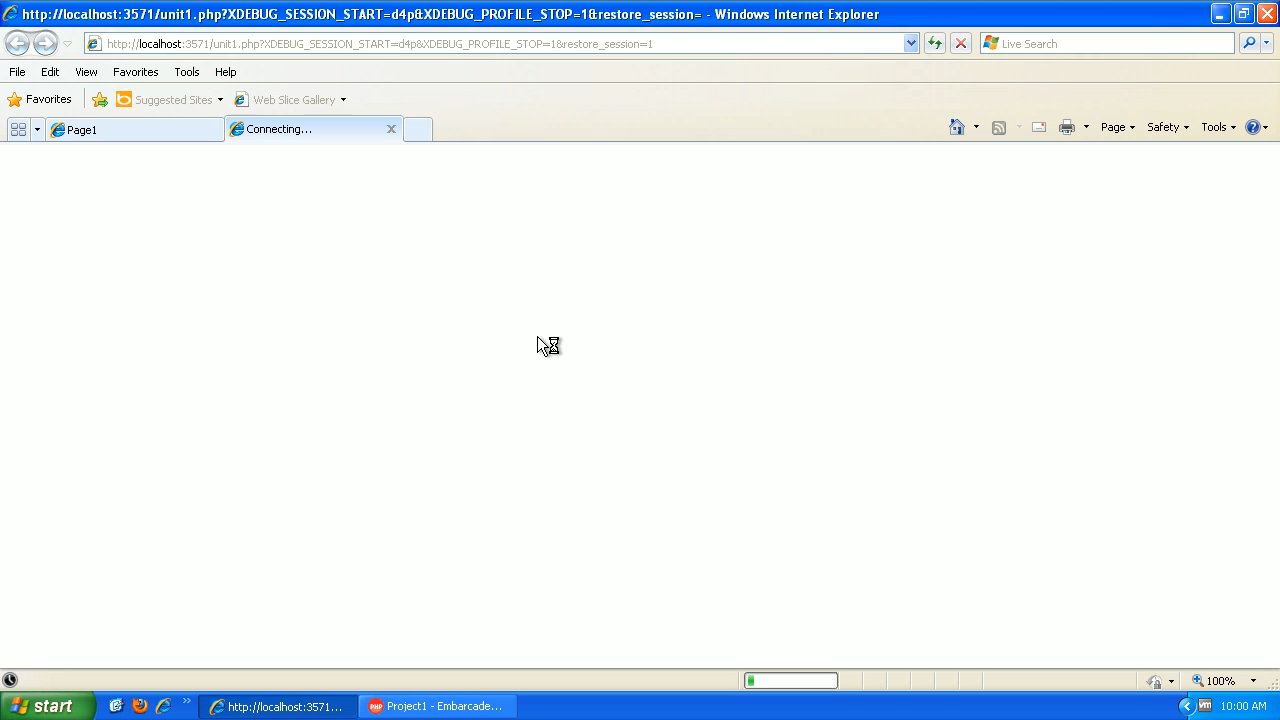 http://localhost:3571/unit1.php?XDEBUG_SESSION_START=d4p&XDEBUG_PROFILE_STOP=1&restore_session= - Windows Internet Explorer
http://localhost:3571/unit1.php?XDEBUG_SESSION_START=d4p&XDEBUG_PROFILE_STOP=1&restore_session=1
Live Search
File Edit View Favorites Tools Help
Favorites Suggested Sites Web Slice Gallery
Page1 Connecting... Page Safety Tools
100%
start http://localhost:3571... PHP Project1 - Embarcade... 10:00 AM